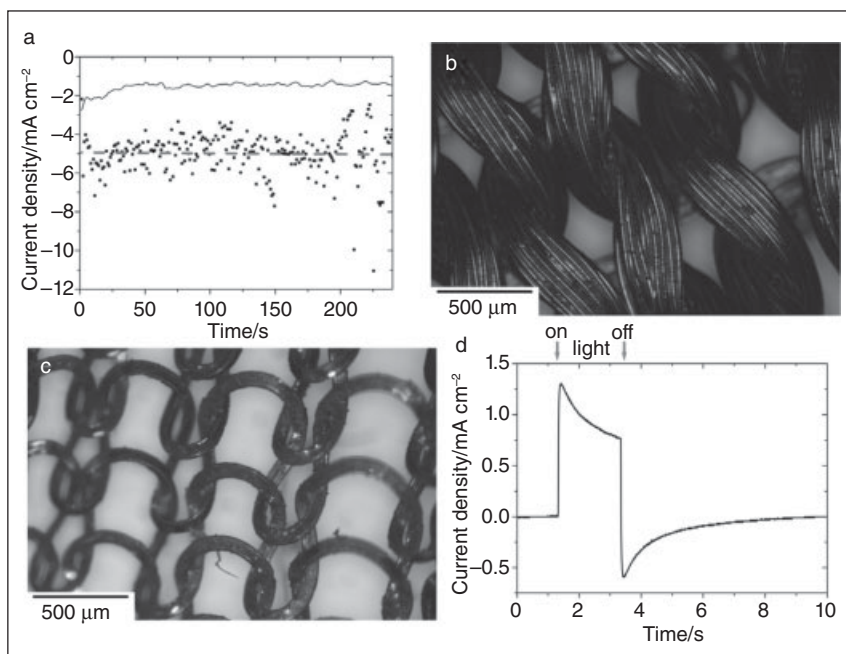 a
0
−2
−4
−6
−8
−10
−12
Current density/mA cm⁻²
0
50
100
150
200
Time/s
b
500 µm
c
500 µm
on
off
light
d
1.5
1.0
0.5
0.0
−0.5
Current density/mA cm⁻²
0
2
4
6
8
10
Time/s